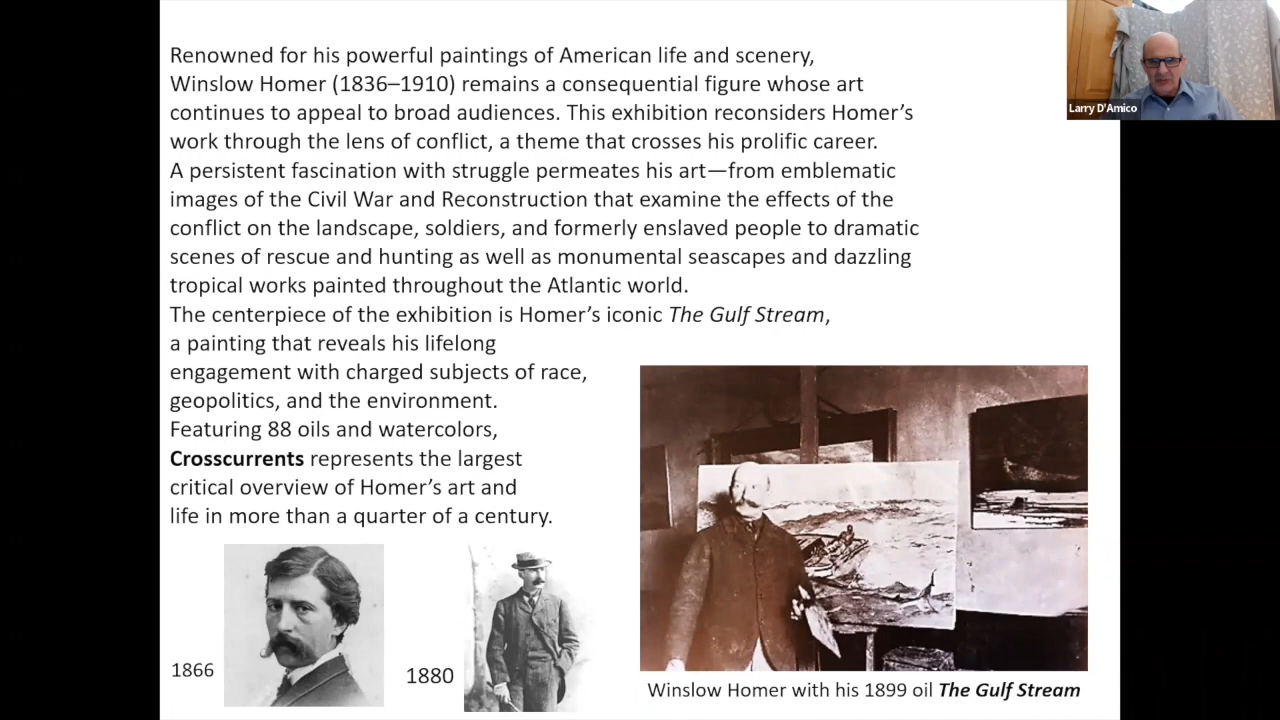 Renowned for his powerful paintings of American life and scenery,
Winslow Homer (1836–1910) remains a consequential figure whose art
continues to appeal to broad audiences. This exhibition reconsiders Homer’s
work through the lens of conflict, a theme that crosses his prolific career.
A persistent fascination with struggle permeates his art—from emblematic
images of the Civil War and Reconstruction that examine the effects of the
conflict on the landscape, soldiers, and formerly enslaved people to dramatic
scenes of rescue and hunting as well as monumental seascapes and dazzling
tropical works painted throughout the Atlantic world.
The centerpiece of the exhibition is Homer’s iconic The Gulf Stream,
a painting that reveals his lifelong
engagement with charged subjects of race,
geopolitics, and the environment.
Featuring 88 oils and watercolors,
Crosscurrents represents the largest
critical overview of Homer’s art and
life in more than a quarter of a century.
1866
1880
Winslow Homer with his 1899 oil The Gulf Stream
Larry D'Amico